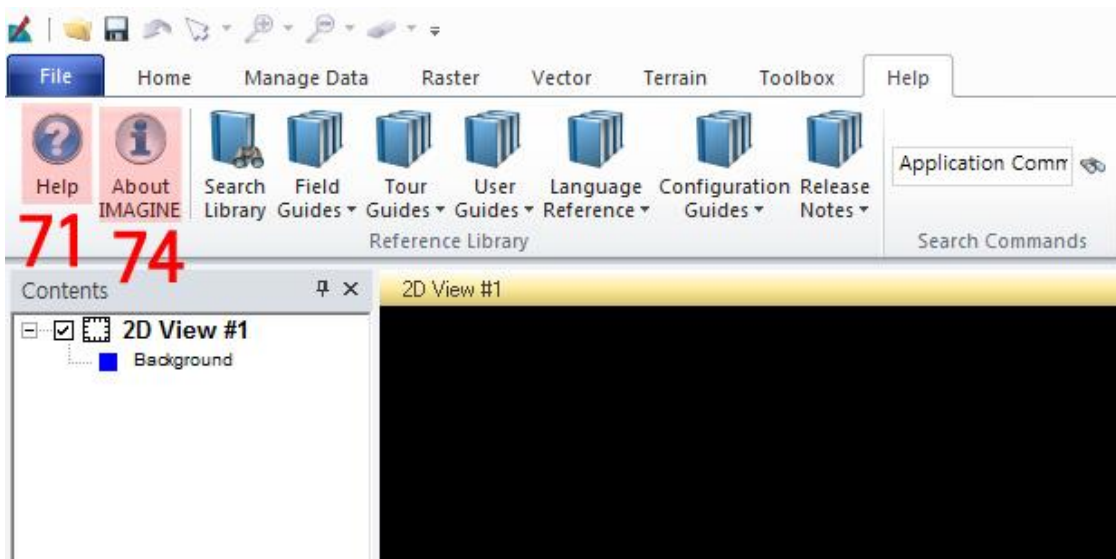 File Home Manage Data Raster Vector Terrain Toolbox Help
Help About Search Field Tour User Language Configuration Release
IMAGINE Library Guides Guides Guides Reference Guides Notes
Application Comm
71 74
Reference Library Search Commands
Contents 2D View #1
2D View #1
Background